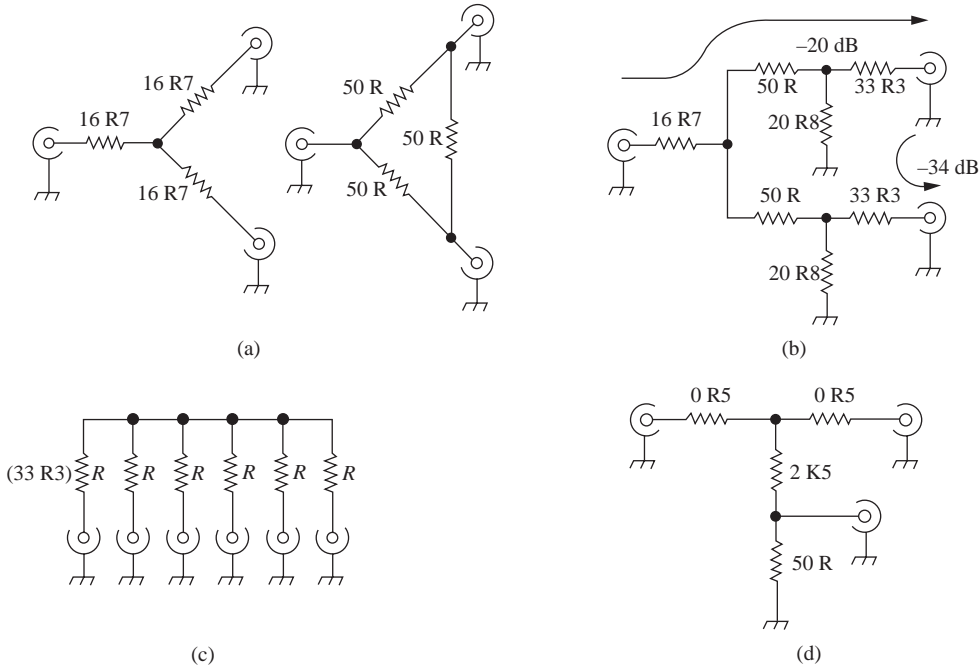 16 R7
16 R7
16 R7
50 R
50 R
50 R
(a)
–20 dB
50 R
33 R3
20 R8
16 R7
–34 dB
50 R
33 R3
20 R8
(b)
(33 R3) R R R R R R
(c)
0 R5
0 R5
2 K5
50 R
(d)